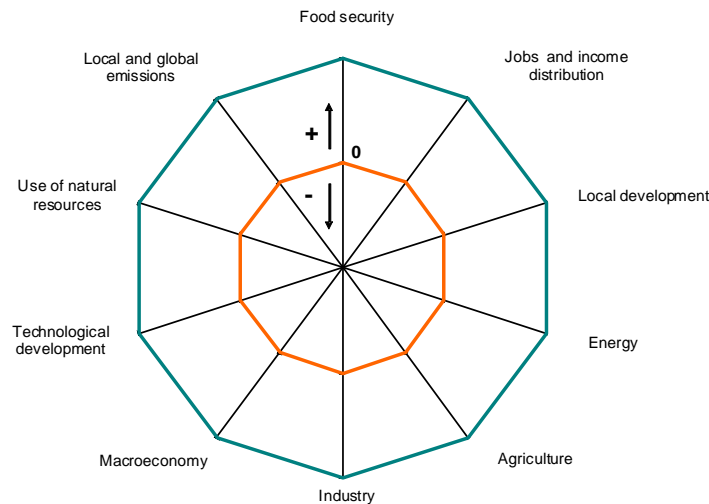 Food security
Local and global
emissions
Jobs and income
distribution
+
0
-
Use of natural
resources
Local development
Technological
development
Energy
Macroeconomy
Agriculture
Industry